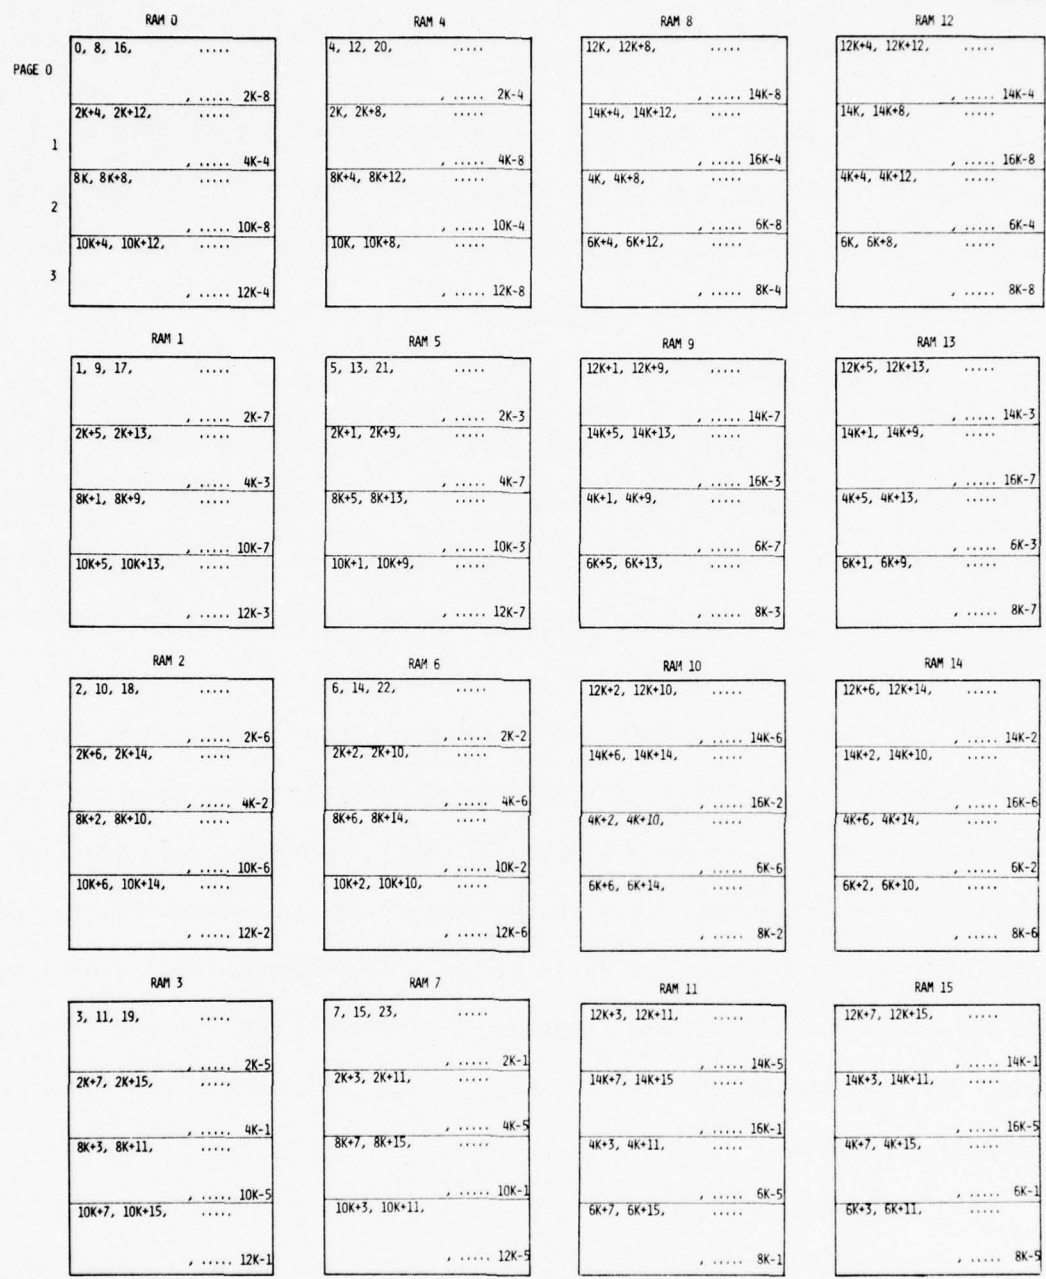 RAM 0 RAM 4 RAM 8 RAM 12
0, 8, 16, ..... 4, 12, 20, ..... 12K, 12K+8, ..... 12K+4, 12K+12, .....
PAGE 0
, ..... 2K-8 , ..... 2K-4 , ..... 14K-8 , ..... 14K-4
2K+4, 2K+12, ..... 2K, 2K+8, ..... 14K+4, 14K+12, ..... 14K, 14K+8, .....
1
, ..... 4K-4 , ..... 4K-8 , ..... 16K-4 , ..... 16K-8
8K, 8K+8, ..... 8K+4, 8K+12, ..... 4K, 4K+8, ..... 4K+4, 4K+12, .....
2
, ..... 10K-8 , ..... 10K-4 , ..... 6K-8 , ..... 6K-4
10K+4, 10K+12, ..... 10K, 10K+8, ..... 6K+4, 6K+12, ..... 6K, 6K+8, .....
3
, ..... 12K-4 , ..... 12K-8 , ..... 8K-4 , ..... 8K-8
RAM 1 RAM 5 RAM 9 RAM 13
1, 9, 17, ..... 5, 13, 21, ..... 12K+1, 12K+9, ..... 12K+5, 12K+13, .....
, ..... 2K-7 , ..... 2K-3 , ..... 14K-7 , ..... 14K-3
2K+5, 2K+13, ..... 2K+1, 2K+9, ..... 14K+5, 14K+13, ..... 14K+1, 14K+9, .....
, ..... 4K-3 , ..... 4K-7 , ..... 16K-3 , ..... 16K-7
8K+1, 8K+9, ..... 8K+5, 8K+13, ..... 4K+1, 4K+9, ..... 4K+5, 4K+13, .....
, ..... 10K-7 , ..... 10K-3 , ..... 6K-7 , ..... 6K-3
10K+5, 10K+13, ..... 10K+1, 10K+9, ..... 6K+5, 6K+13, ..... 6K+1, 6K+9, .....
, ..... 12K-3 , ..... 12K-7 , ..... 8K-3 , ..... 8K-7
RAM 2 RAM 6 RAM 10 RAM 14
2, 10, 18, ..... 6, 14, 22, ..... 12K+2, 12K+10, ..... 12K+6, 12K+14, .....
, ..... 2K-6 , ..... 2K-2 , ..... 14K-6 , ..... 14K-2
2K+6, 2K+14, ..... 2K+2, 2K+10, ..... 14K+6, 14K+14, ..... 14K+2, 14K+10, .....
, ..... 4K-2 , ..... 4K-6 , ..... 16K-2 , ..... 16K-6
8K+2, 8K+10, ..... 8K+6, 8K+14, ..... 4K+2, 4K+10, ..... 4K+6, 4K+14, .....
, ..... 10K-6 , ..... 10K-2 , ..... 6K-6 , ..... 6K-2
10K+6, 10K+14, ..... 10K+2, 10K+10, ..... 6K+6, 6K+14, ..... 6K+2, 6K+10, .....
, ..... 12K-2 , ..... 12K-6 , ..... 8K-2 , ..... 8K-6
RAM 3 RAM 7 RAM 11 RAM 15
3, 11, 19, ..... 7, 15, 23, ..... 12K+3, 12K+11, ..... 12K+7, 12K+15, .....
, ..... 2K-5 , ..... 2K-1 , ..... 14K-5 , ..... 14K-1
2K+7, 2K+15, ..... 2K+3, 2K+11, ..... 14K+7, 14K+15 ..... 14K+3, 14K+11, .....
, ..... 4K-1 , ..... 4K-5 , ..... 16K-1 , ..... 16K-5
8K+3, 8K+11, ..... 8K+7, 8K+15, ..... 4K+3, 4K+11, ..... 4K+7, 4K+15, .....
, ..... 10K-5 , ..... 10K-1 , ..... 6K-5 , ..... 6K-1
10K+7, 10K+15, ..... 10K+3, 10K+11, ..... 6K+7, 6K+15, ..... 6K+3, 6K+11, .....
, ..... 12K-1 , ..... 12K-5 , ..... 8K-1 , ..... 8K-5